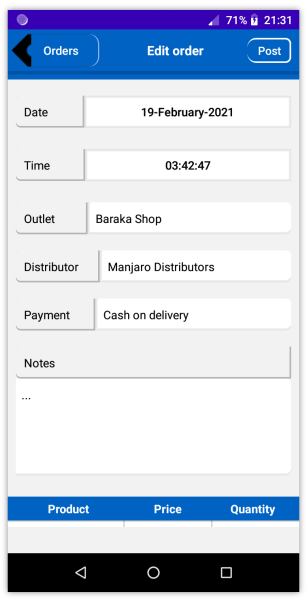 71% 21:31
Orders Edit order Post
Date 19-February-2021
Time 03:42:47
Outlet Baraka Shop
Distributor Manjaro Distributors
Payment Cash on delivery
Notes
...
Product Price Quantity